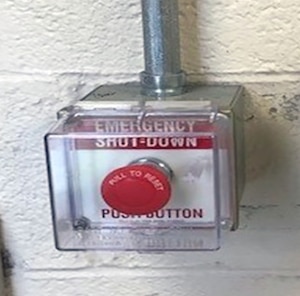 EMERGENCY
SHUT-DOWN
PULL TO RESET
PUSH BUTTON